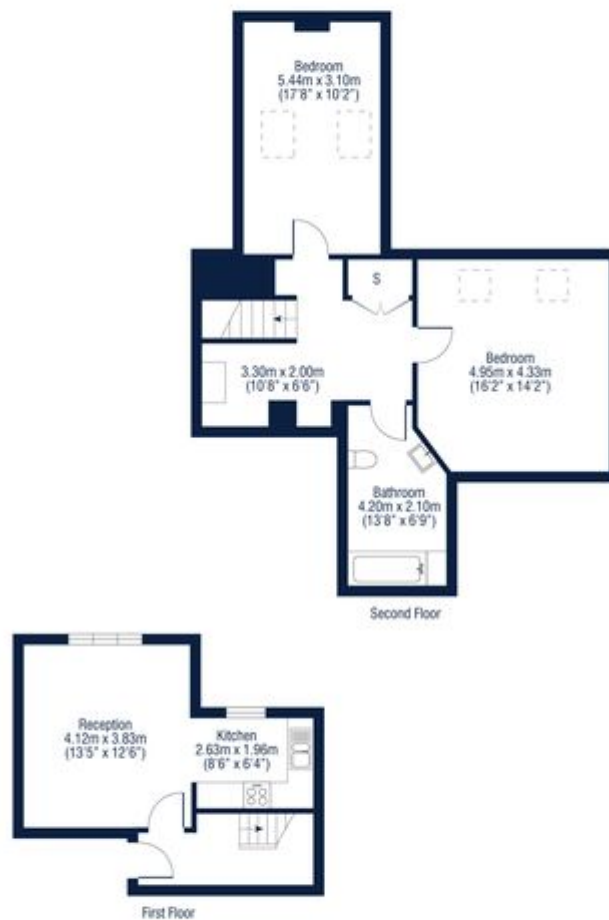 Bedroom
5.44m x 3.10m
(17'8" x 10'2")
S
3.30m x 2.00m
(10'8" x 6'6")
Bedroom
4.95m x 4.33m
(16'2" x 14'2")
Bathroom
4.20m x 2.10m
(13'8" x 6'9")
Second Floor
Reception
4.12m x 3.83m
(13'5" x 12'6")
Kitchen
2.63m x 1.96m
(8'6" x 6'4")
First Floor